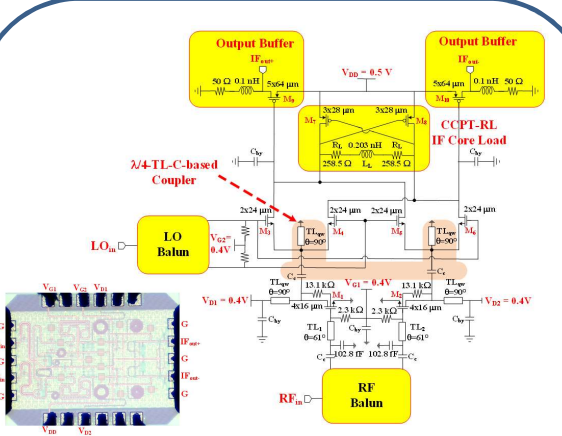 Output Buffer
IFout+
50 Ω
0.1 nH
5x64 μm
M9
VDD = 0.5 V
Output Buffer
IFout-
5x64 μm
0.1 nH
50 Ω
M10
3x28 μm
3x28 μm
M7
M8
RL
0.203 nH
RL
258.5 Ω
LL
258.5 Ω
CCPT-RL
IF Core Load
Cby
Cby
λ/4-TL-C-based
Coupler
2x24 μm
2x24 μm
2x24 μm
2x24 μm
M3
M4
M5
M6
LOin
LO
Balun
VG2=
0.4V
TLqw
θ=90°
TLqw
θ=90°
Cc
Cc
TLqw
θ=90°
13.1 kΩ
VG1= 0.4V
13.1 kΩ
TLqw
θ=90°
VD1= 0.4V
M1
M2
VD2= 0.4V
4x16 μm
4x16 μm
Cby
2.3 kΩ
2.3 kΩ
Cby
Cby
TL1
θ=61°
TL2
θ=61°
102.8 fF
102.8 fF
Cc
Cc
RFin
RF
Balun
VG1
VG2
VD1
G
IFout+
G
IFout-
G
G
G
G
VDD
VD2